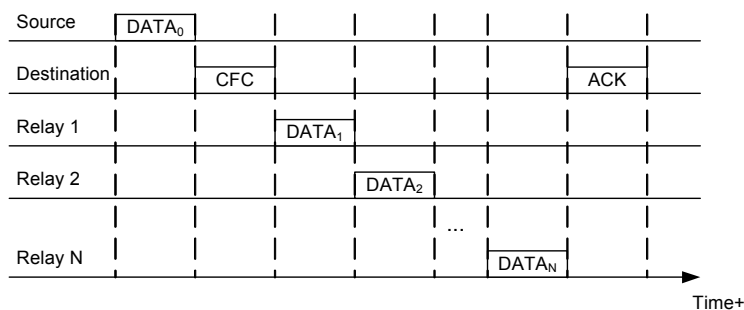 Source DATA₀
Destination CFC ACK
Relay 1 DATA₁
Relay 2 DATA₂
...
Relay N DATAN
Time+